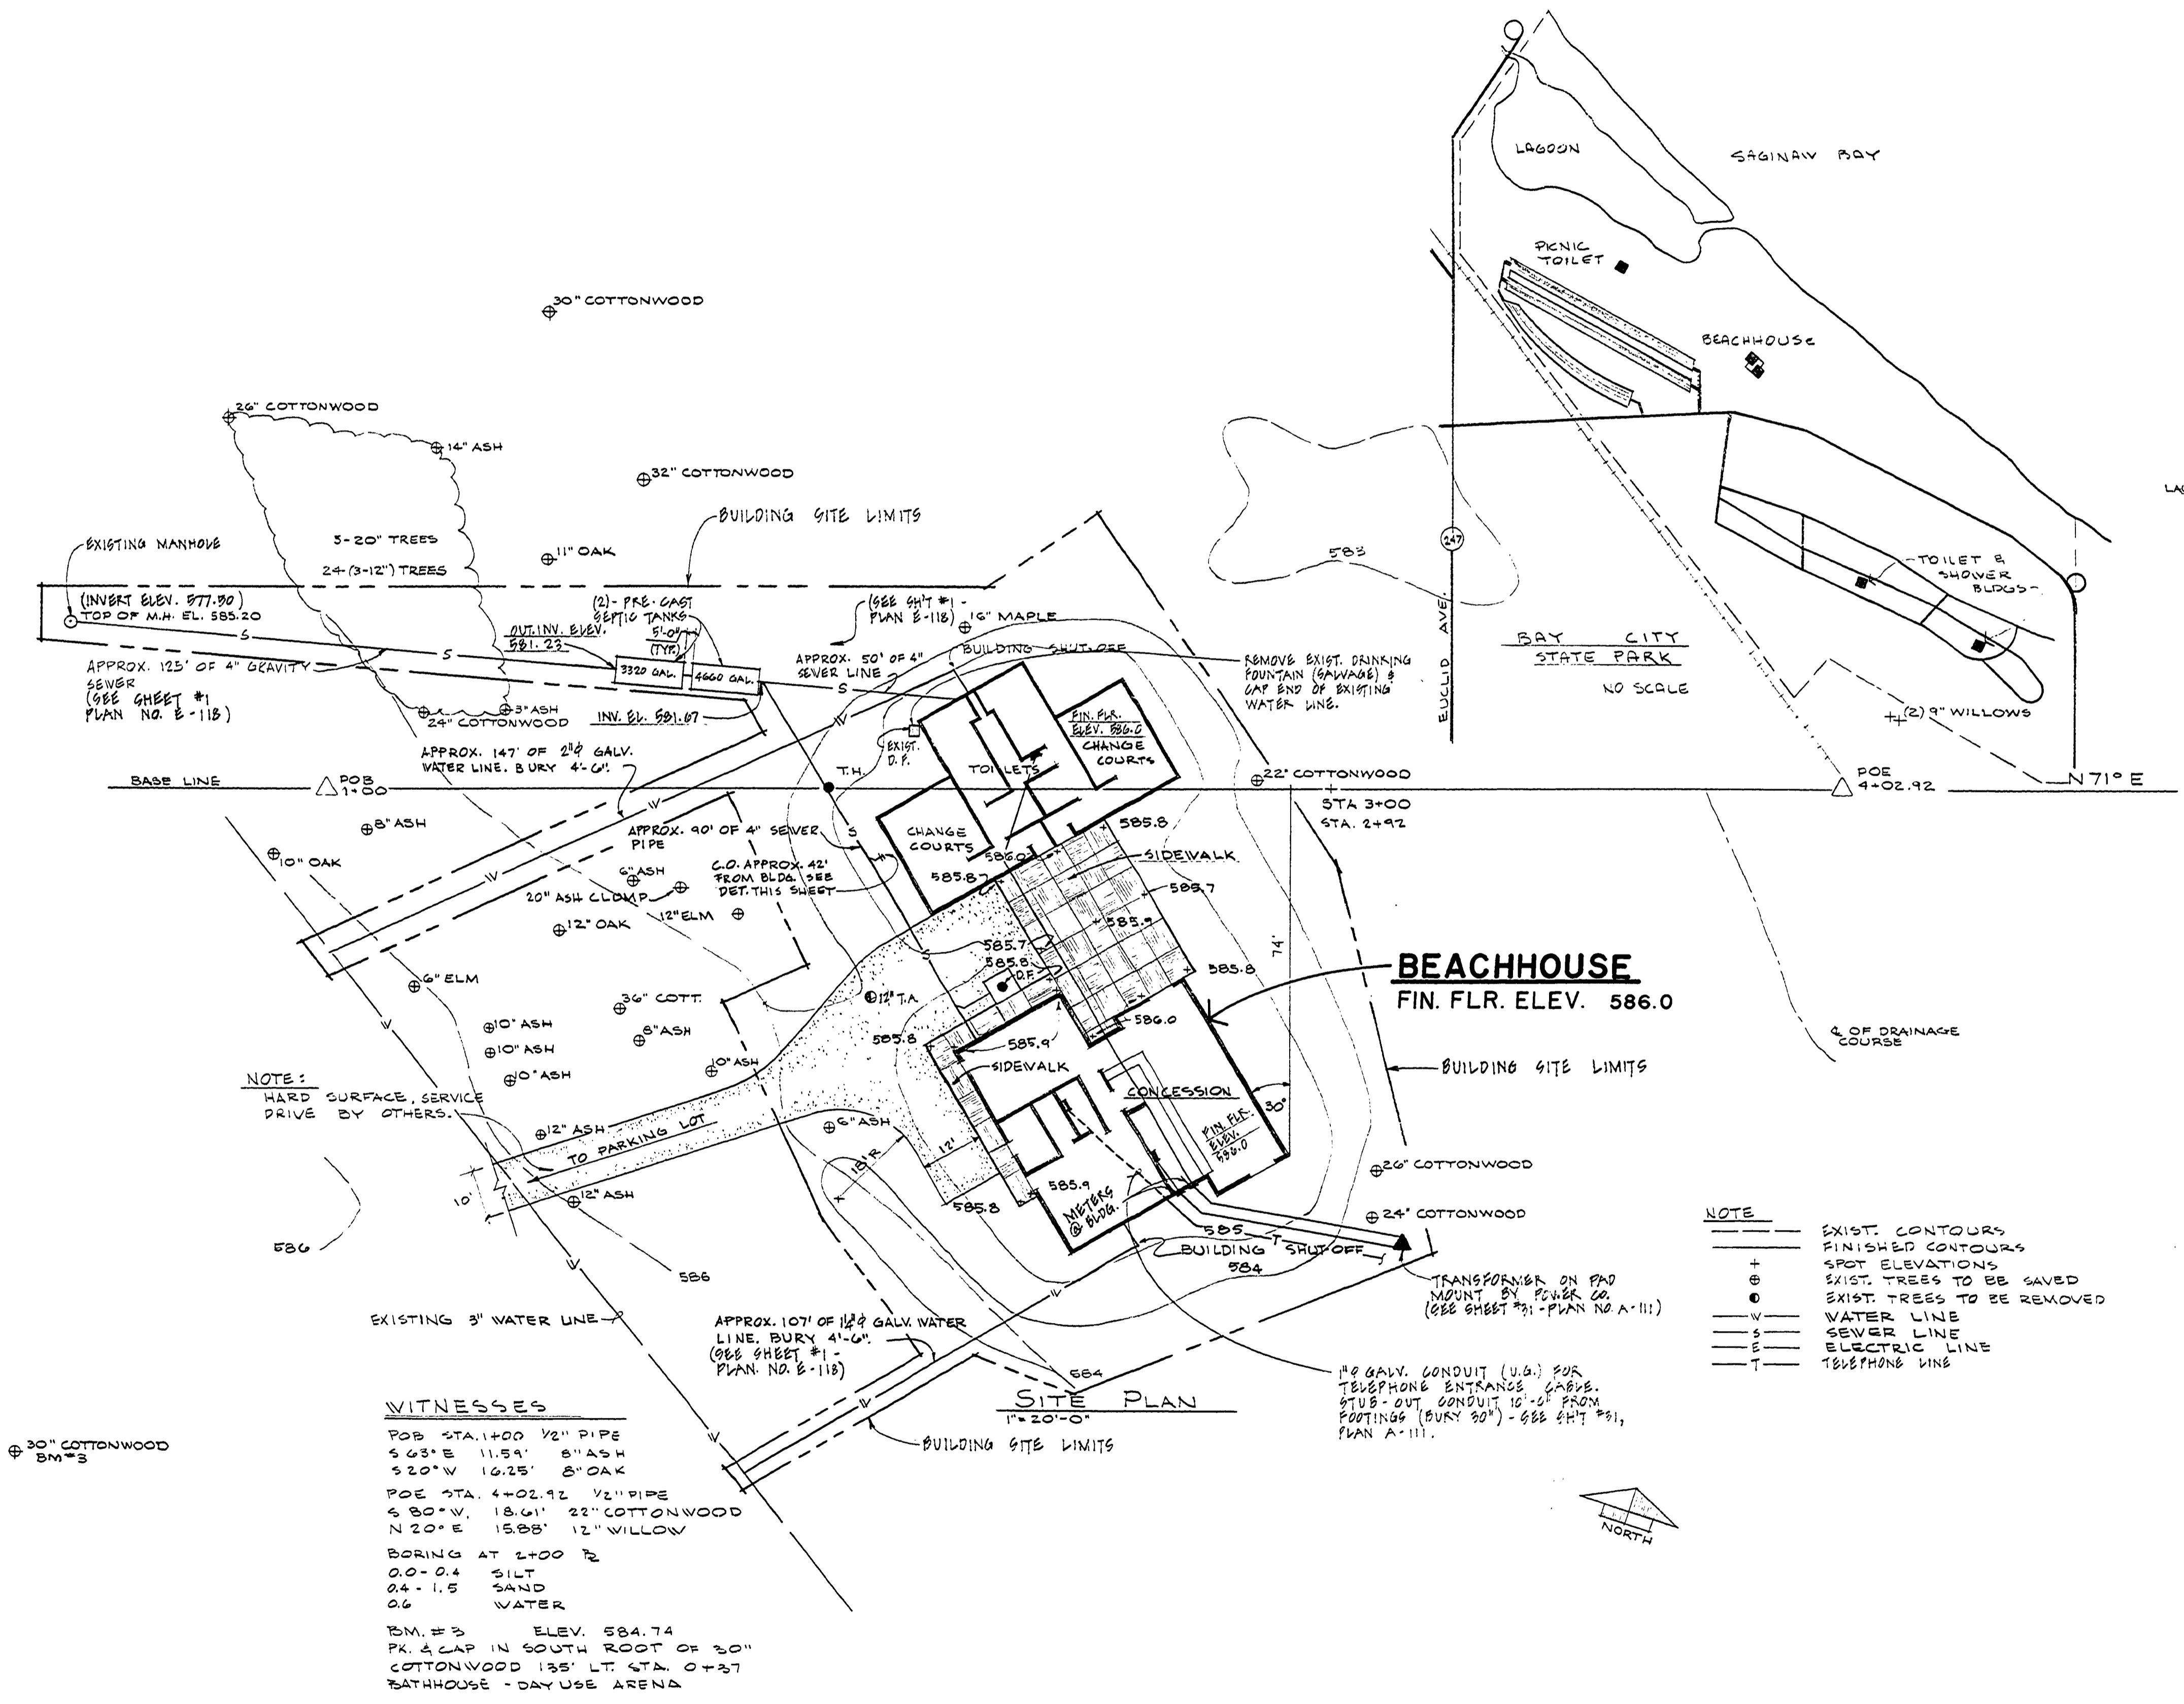 LAGOON
SAGINAW BAY
PICNIC
TOILET
BEACHHOUSE
247
EUCLID AVE.
TOILET &
SHOWER
BLDGS
BAY CITY
STATE PARK
NO SCALE
(2) 9" WILLOWS
POE
4+02.92
N 71° E
583
30" COTTONWOOD
26" COTTONWOOD
14" ASH
32" COTTONWOOD
BUILDING SITE LIMITS
EXISTING MANHOLE
5-20" TREES
24-(3-12") TREES
11" OAK
(INVERT ELEV. 577.50)
TOP OF M.H. EL. 585.20
S
(2)- PRE-CAST
SEPTIC TANKS
5'-0"
(TYP.)
OUT. INV. ELEV.
581.23
S
3320 GAL.
4660 GAL.
(SEE SH'T #1 -
PLAN E-118)
16" MAPLE
BUILDING SHUT-OFF
APPROX. 50' OF 4"
SEWER LINE
S
REMOVE EXIST. DRINKING
FOUNTAIN (SALVAGE) &
CAP END OF EXISTING
WATER LINE.
APPROX. 125' OF 4" GRAVITY
SEWER
(SEE SHEET #1
PLAN NO. E-118)
24" COTTONWOOD
3" ASH
INV. EL. 581.67
W
EXIST.
D.F.
FIN. FLR.
ELEV. 586.0
CHANGE
COURTS
TOILETS
APPROX. 147' OF 2"φ GALV.
WATER LINE. BURY 4'-6".
BASE LINE
POB
1+00
T.H.
22" COTTONWOOD
STA 3+00
STA. 2+92
W
8" ASH
10" OAK
APPROX. 90' OF 4" SEWER
PIPE
S
CHANGE
COURTS
585.8
586.0
SIDEWALK
C.O. APPROX. 42'
FROM BLDG. SEE
DET. THIS SHEET
585.8
W
6" ASH
20" ASH CLUMP
12" ELM
12" OAK
585.7
585.9
74'
S
585.7
585.8
D.F.
585.8
BEACHHOUSE
FIN. FLR. ELEV. 586.0
6" ELM
36" COTT.
12" T.A.
W
10" ASH
8" ASH
10" ASH
10" ASH
10" ASH
585.8
585.9
586.0
SIDEWALK
CONCESSION
30°
FIN. FLR.
ELEV.
586.0
℄ OF DRAINAGE
COURSE
BUILDING SITE LIMITS
NOTE:
HARD SURFACE, SERVICE
DRIVE BY OTHERS.
12" ASH
TO PARKING LOT
6" ASH
18' R
12'
10'
12" ASH
585.8
585.9
METERS
@ BLDG.
26" COTTONWOOD
24" COTTONWOOD
585
T
BUILDING SHUT-OFF
584
586
586
W
W
TRANSFORMER ON PAD
MOUNT BY POWER CO.
(SEE SHEET #31 - PLAN NO. A-111)
EXISTING 3" WATER LINE
APPROX. 107' OF 1¼"φ GALV. WATER
LINE. BURY 4'-6".
(SEE SHEET #1 -
PLAN. NO. E-118)
584
W
SITE PLAN
1"=20'-0"
BUILDING SITE LIMITS
W
1"φ GALV. CONDUIT (U.G.) FOR
TELEPHONE ENTRANCE CABLE.
STUB-OUT CONDUIT 10'-0" FROM
FOOTINGS (BURY 30") - SEE SH'T #31,
PLAN A-111.
NOTE
EXIST. CONTOURS
FINISHED CONTOURS
SPOT ELEVATIONS
EXIST. TREES TO BE SAVED
EXIST. TREES TO BE REMOVED
W WATER LINE
S SEWER LINE
E ELECTRIC LINE
T TELEPHONE LINE
NORTH
30" COTTONWOOD
BM #3
WITNESSES
POB STA. 1+00 1/2" PIPE
S 63° E 11.59' 8" ASH
S 20° W 16.25' 8" OAK
POE STA. 4+02.92 1/2" PIPE
S 80° W. 18.61' 22" COTTONWOOD
N 20° E 15.88' 12" WILLOW
BORING AT 2+00
0.0 - 0.4 SILT
0.4 - 1.5 SAND
0.6 WATER
BM. #3 ELEV. 584.74
PK. & CAP IN SOUTH ROOT OF 30"
COTTONWOOD 135' LT. STA. 0+37
BATHHOUSE - DAY USE ARENA